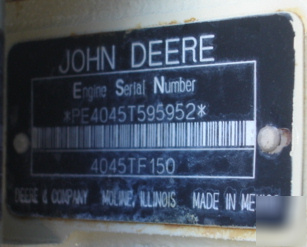 JOHN DEERE
Engine Serial Number
*PE4045T595952*
4045TF150
DEERE & COMPANY MOLINE, ILLINOIS MADE IN